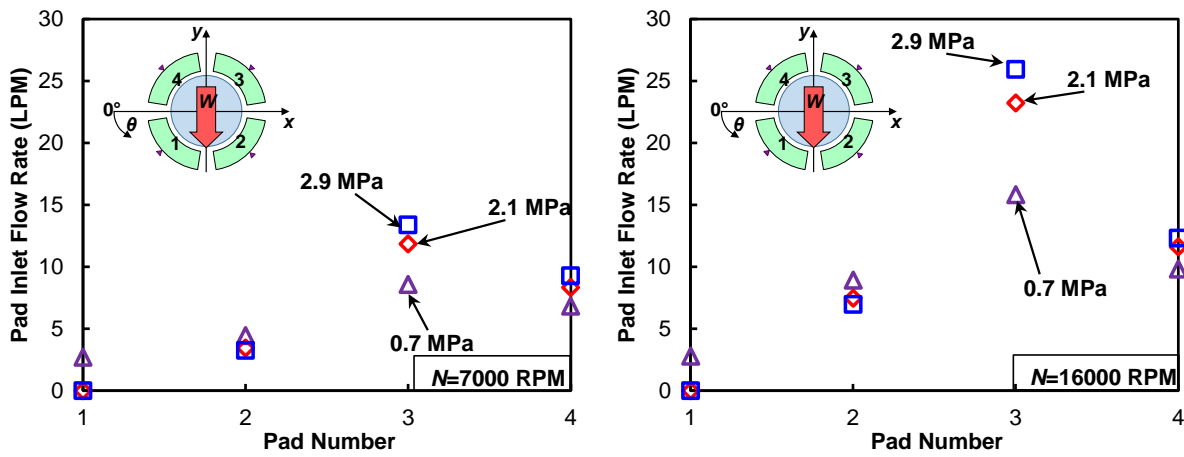 30
25
20
15
10
5
0
Pad Inlet Flow Rate (LPM)
y
4
3
W
0°
x
θ
1
2
2.9 MPa
2.1 MPa
0.7 MPa
N=7000 RPM
1 2 3 4
Pad Number
30
25
20
15
10
5
0
Pad Inlet Flow Rate (LPM)
y
4
3
W
0°
x
θ
1
2
2.9 MPa
2.1 MPa
0.7 MPa
N=16000 RPM
1 2 3 4
Pad Number